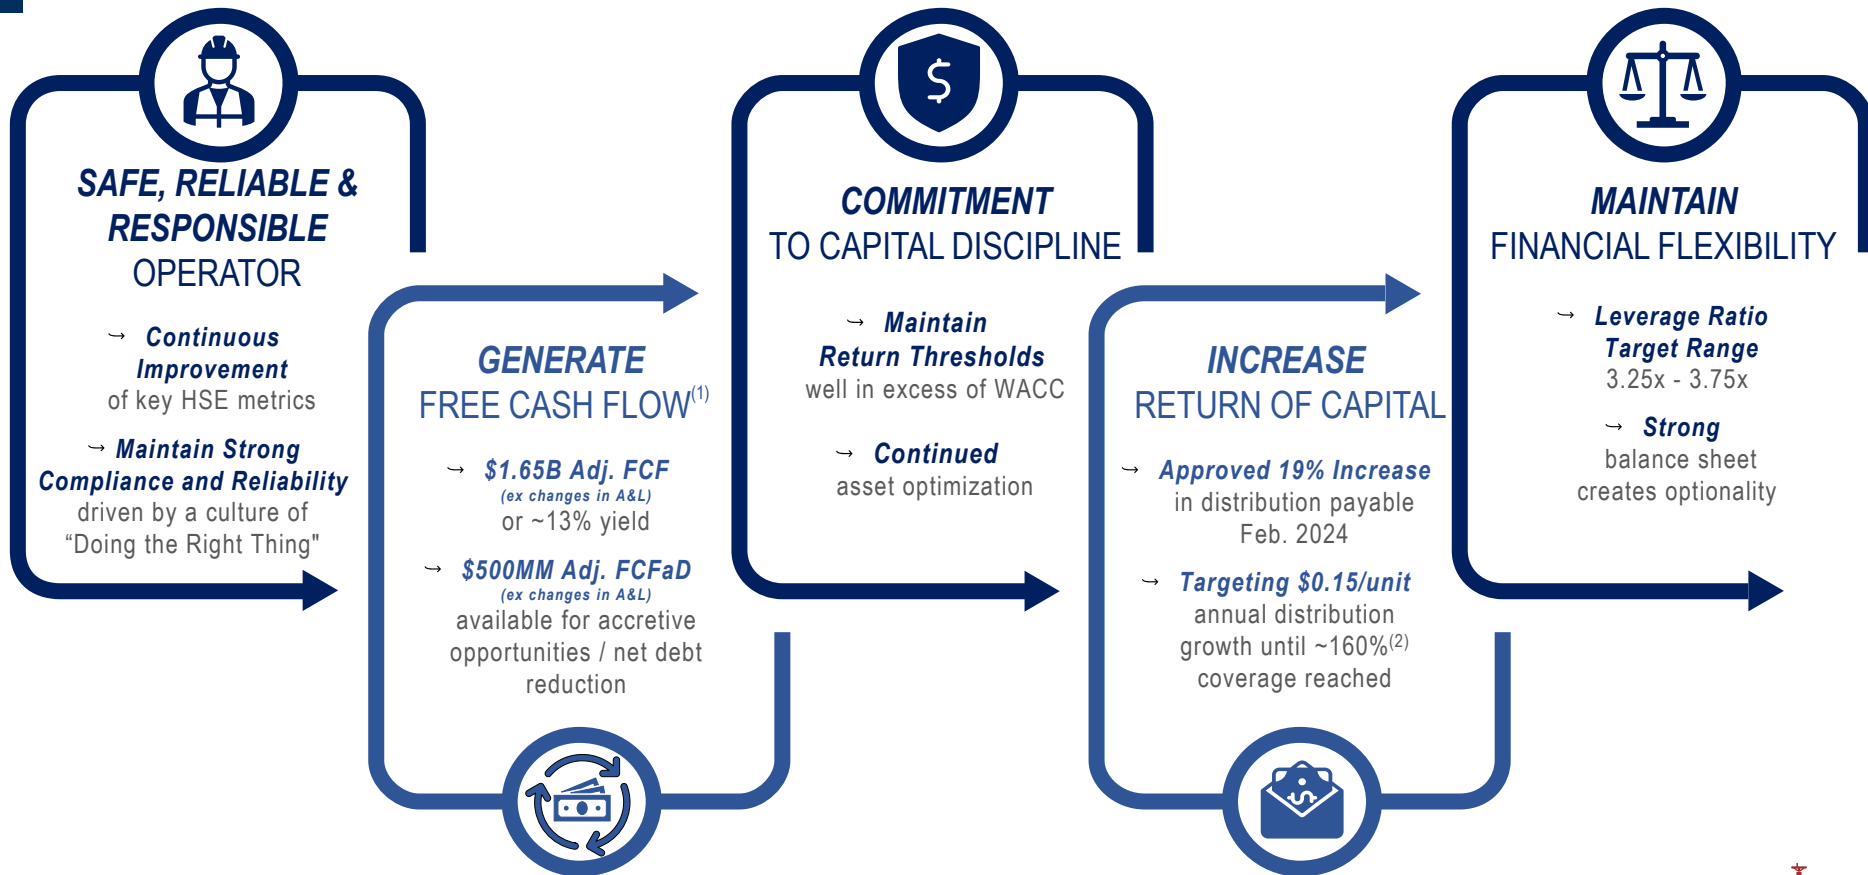 SAFE, RELIABLE &
RESPONSIBLE
OPERATOR
→ Continuous
Improvement
of key HSE metrics
→ Maintain Strong
Compliance and Reliability
driven by a culture of
“Doing the Right Thing"
GENERATE
FREE CASH FLOW(1)
→ $1.65B Adj. FCF
(ex changes in A&L)
or ~13% yield
→ $500MM Adj. FCFaD
(ex changes in A&L)
available for accretive
opportunities / net debt
reduction
$
COMMITMENT
TO CAPITAL DISCIPLINE
→ Maintain
Return Thresholds
well in excess of WACC
→ Continued
asset optimization
INCREASE
RETURN OF CAPITAL
→ Approved 19% Increase
in distribution payable
Feb. 2024
→ Targeting $0.15/unit
annual distribution
growth until ~160%(2)
coverage reached
$
MAINTAIN
FINANCIAL FLEXIBILITY
→ Leverage Ratio
Target Range
3.25x - 3.75x
→ Strong
balance sheet
creates optionality